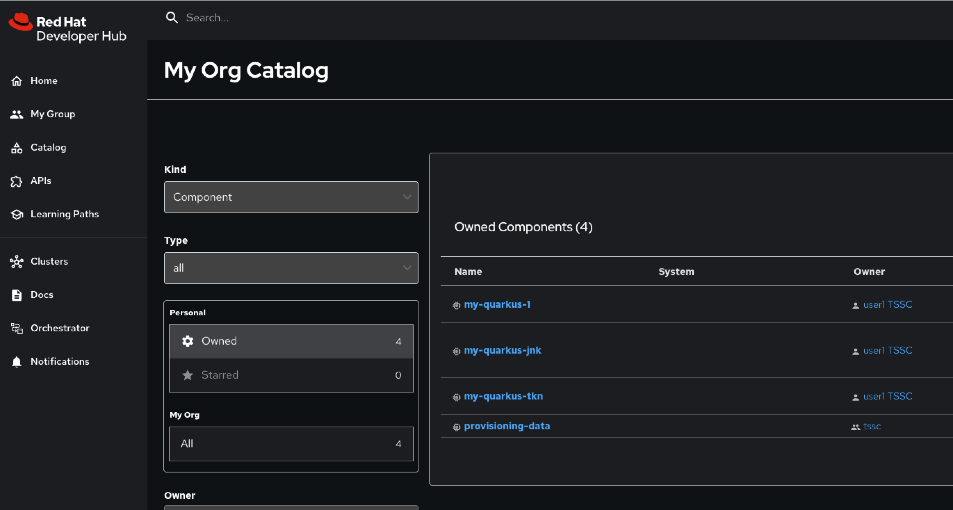 Red Hat
Developer Hub
Search...
Home
My Group
Catalog
APIs
Learning Paths
Clusters
Docs
Orchestrator
Notifications
My Org Catalog
Kind
Component
Type
all
Personal
Owned 4
Starred 0
My Org
All 4
Owner
Owned Components (4)
Name System Owner
my-quarkus-1 user1 TSSC
my-quarkus-jnk user1 TSSC
my-quarkus-tkn user1 TSSC
provisioning-data tssc